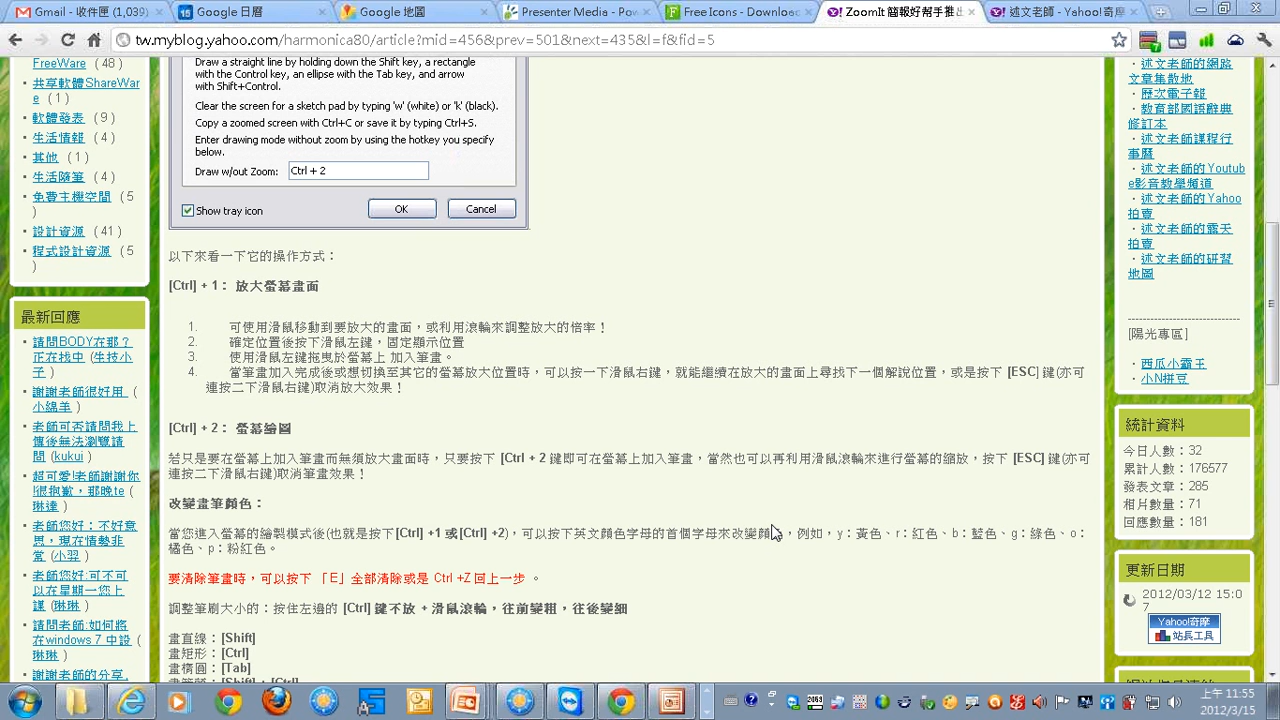 Gmail - 收件匣 (1,039)
Google 日曆
Google 地圖
Presenter Media - Pow
Free Icons - Download
ZoomIt 簡報好幫手推出
述文老師 - Yahoo!奇摩
tw.myblog.yahoo.com/harmonica80/article?mid=456&prev=501&next=435&l=f&fid=5
FreeWare (48)
共享軟體ShareWar
e (1)
軟體發表 (9)
生活情報 (4)
其他 (1)
生活隨筆 (4)
免費主機空間 (5
)
設計資源 (41)
程式設計資源 (5
)
最新回應
請問BODY在那?
正在找中 (生技小
子)
謝謝老師很好用 (
小綿羊)
老師可否請問我上
傳後無法瀏覽請
問 (kukui)
超可愛!老師謝謝你
!很抱歉,那晚te (
琳達)
老師您好:不好意
思,現在情勢非
常 (小羿)
老師您好:可不可
以在星期一您上
課 (琳琳)
請問老師:如何將
在windows 7 中設 (
琳琳)
謝謝老師的分享,
Draw a straight line by holding down the Shift key, a rectangle
with the Control key, an ellipse with the Tab key, and arrow
with Shift+Control.
Clear the screen for a sketch pad by typing 'w' (white) or 'k' (black).
Copy a zoomed screen with Ctrl+C or save it by typing Ctrl+S.
Enter drawing mode without zoom by using the hotkey you specify
below.
Draw w/out Zoom: Ctrl + 2
Show tray icon
OK
Cancel
以下來看一下它的操作方式:
[Ctrl] + 1: 放大螢幕畫面
1. 可使用滑鼠移動到要放大的畫面,或利用滾輪來調整放大的倍率!
2. 確定位置後按下滑鼠左鍵,固定顯示位置
3. 使用滑鼠左鍵拖曳於螢幕上 加入筆畫。
4. 當筆畫加入完成後或想切換至其它的螢幕放大位置時,可以按一下滑鼠右鍵,就能繼續在放大的畫面上尋找下一個解說位置,或是按下 [ESC] 鍵(亦可
連按二下滑鼠右鍵)取消放大效果!
[Ctrl] + 2: 螢幕繪圖
若只是要在螢幕上加入筆畫而無須放大畫面時,只要按下 [Ctrl + 2 鍵即可在螢幕上加入筆畫,當然也可以再利用滑鼠滾輪來進行螢幕的縮放,按下 [ESC] 鍵(亦可
連按二下滑鼠右鍵)取消筆畫效果!
改變畫筆顏色:
當您進入螢幕的繪製模式後(也就是按下[Ctrl] +1 或[Ctrl] +2),可以按下英文顏色字母的首個字母來改變顏,例如,y:黃色、r:紅色、b:藍色、g:綠色、o:
橘色、p:粉紅色。
要清除筆畫時,可以按下 「E」全部清除或是 Ctrl +Z 回上一步 。
調整筆刷大小的:按住左邊的 [Ctrl] 鍵不放 + 滑鼠滾輪,往前變粗,往後變細
畫直線:[Shift]
畫矩形:[Ctrl]
畫橢圓:[Tab]
畫箭頭:[Shift] + [Ctrl]
述文老師的網路
文章集散地
歷次電子報
教育部國語辭典
修訂本
述文老師課程行
事曆
述文老師的Youtub
e影音教學頻道
述文老師的Yahoo
拍賣
述文老師的露天
拍賣
述文老師的研習
地圖
[陽光專區]
西瓜小霸王
小N拼豆
統計資料
今日人數:32
累計人數:176577
發表文章:285
相片數量:71
回應數量:181
更新日期
2012/03/12 15:0
7
Yahoo!奇摩
站長工具
上午 11:55
2012/3/15